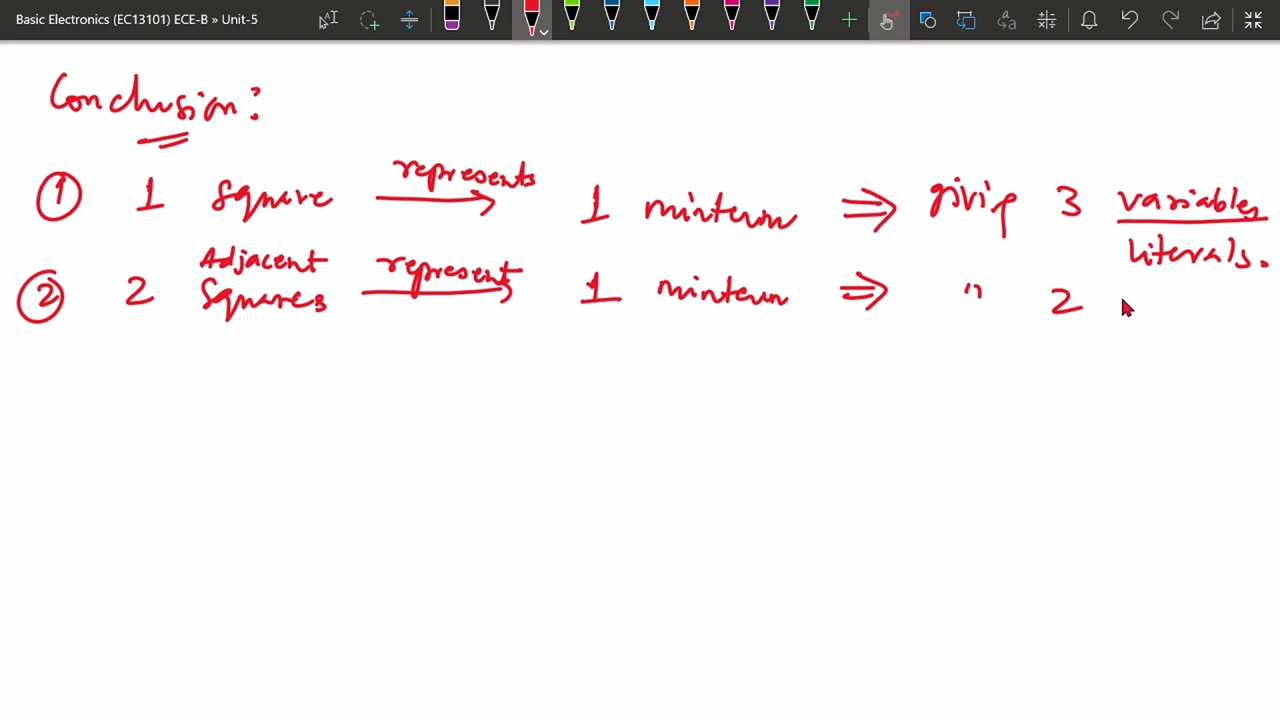 Basic Electronics (EC13101) ECE-B » Unit-5
Conclusion:
① 1 Square represents 1 minterm ⇒ giving 3 variables
literals.
② 2 Adjacent Squares represent 1 minterm ⇒ " 2